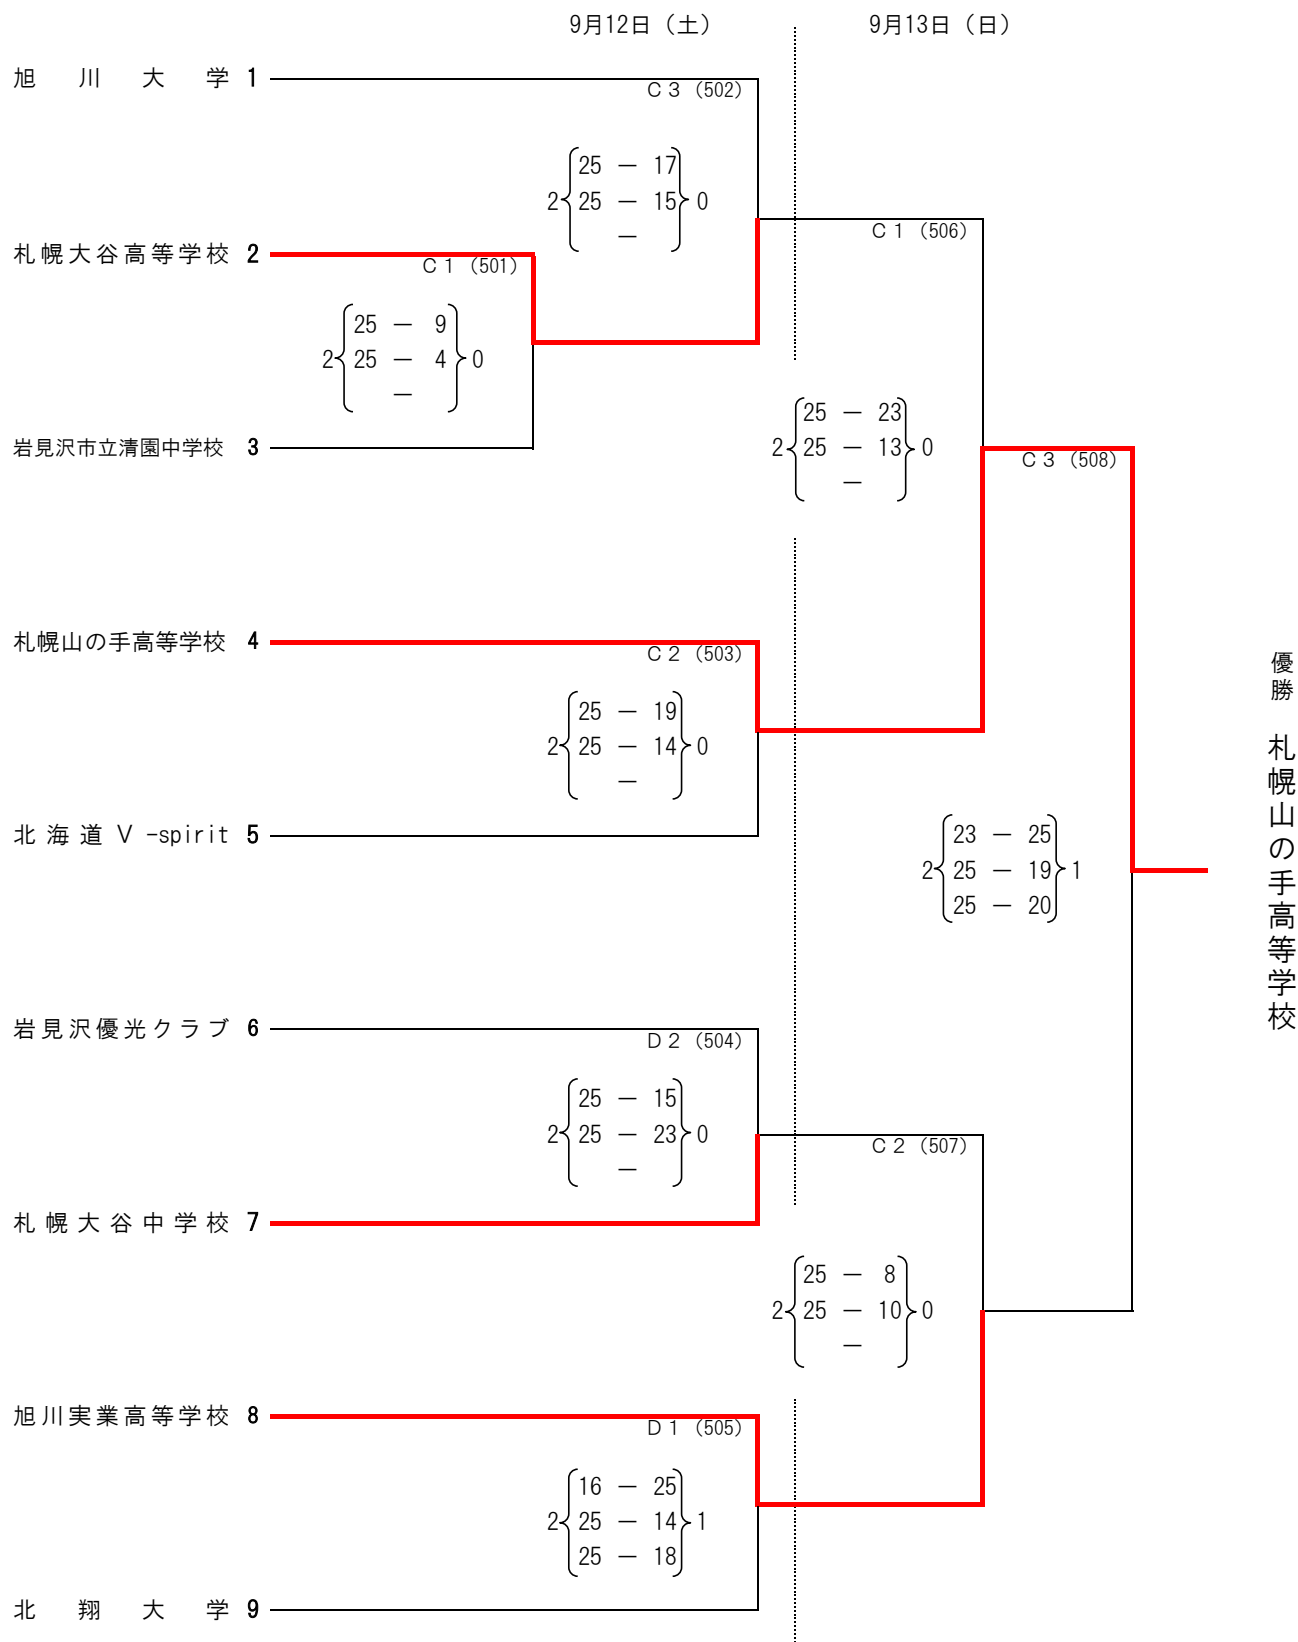 9月12日（土） 9月13日（日）
旭川大学 1
Ｃ３（502）
25 － 17
2 25 － 15 0
－
Ｃ１（506）
札幌大谷高等学校 2
Ｃ１（501）
25 － 9
2 25 － 4 0
－
25 － 23
2 25 － 13 0
－
岩見沢市立清園中学校 3
Ｃ３（508）
札幌山の手高等学校 4
Ｃ２（503）
25 － 19
2 25 － 14 0
－
優勝 札幌山の手高等学校
北海道Ｖ-spirit 5
23 － 25
2 25 － 19 1
25 － 20
岩見沢優光クラブ 6
Ｄ２（504）
25 － 15
2 25 － 23 0
－
Ｃ２（507）
札幌大谷中学校 7
25 － 8
2 25 － 10 0
－
旭川実業高等学校 8
Ｄ１（505）
16 － 25
2 25 － 14 1
25 － 18
北翔大学 9